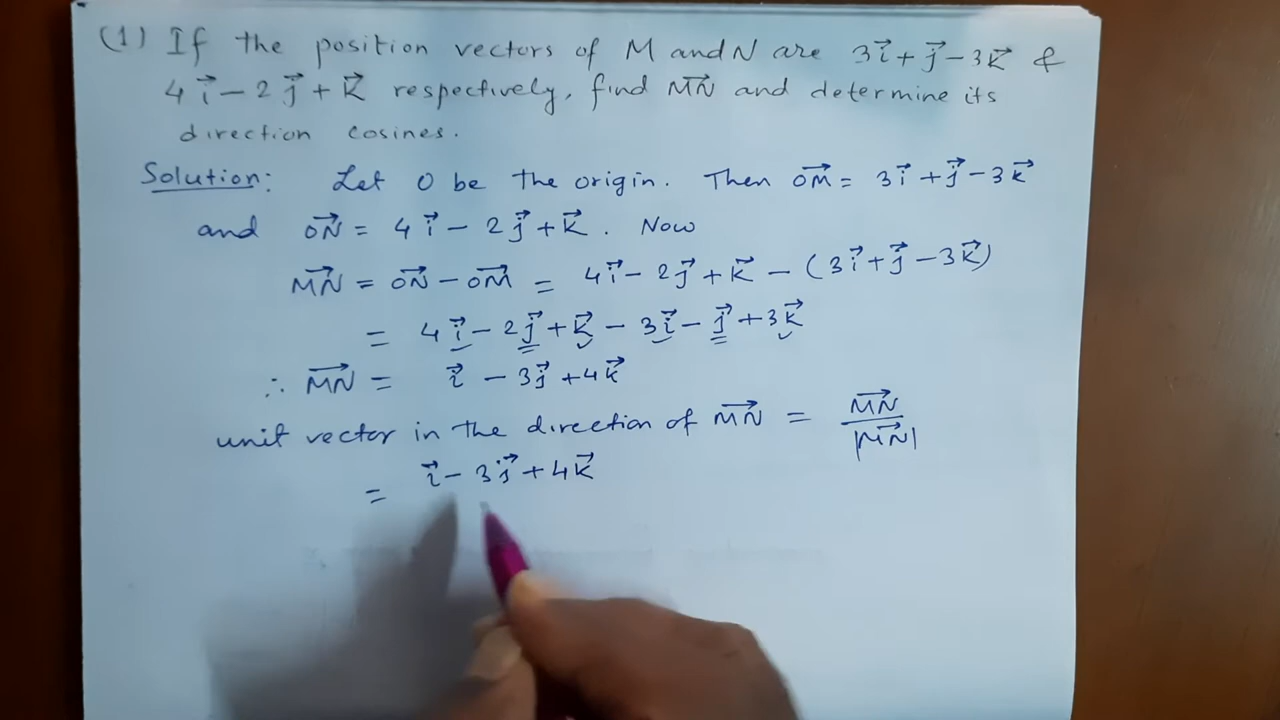 (1) If the position vectors of M and N are 3i⃗ + j⃗ - 3k⃗ &
4i⃗ - 2j⃗ + k⃗ respectively, find MN⃗ and determine its
direction cosines.
Solution: Let O be the origin. Then OM⃗ = 3i⃗ + j⃗ - 3k⃗
and ON⃗ = 4i⃗ - 2j⃗ + k⃗. Now
MN⃗ = ON⃗ - OM⃗ = 4i⃗ - 2j⃗ + k⃗ - (3i⃗ + j⃗ - 3k⃗)
= 4i⃗ - 2j⃗ + k⃗ - 3i⃗ - j⃗ + 3k⃗
∴ MN⃗ = i⃗ - 3j⃗ + 4k⃗
unit vector in the direction of MN⃗ = MN⃗ / |MN⃗|
= i⃗ - 3j⃗ + 4k⃗